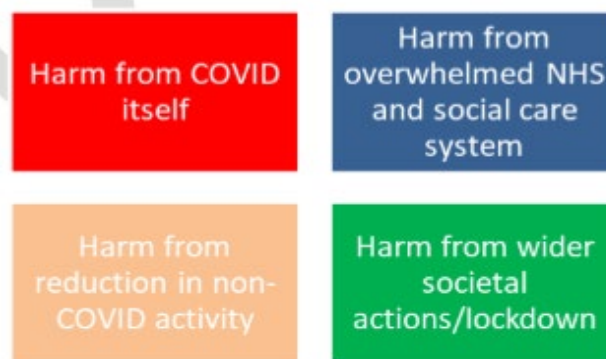 Harm from COVID
itself
Harm from
overwhelmed NHS
and social care
system
Harm from
reduction in non-
COVID activity
Harm from wider
societal
actions/lockdown